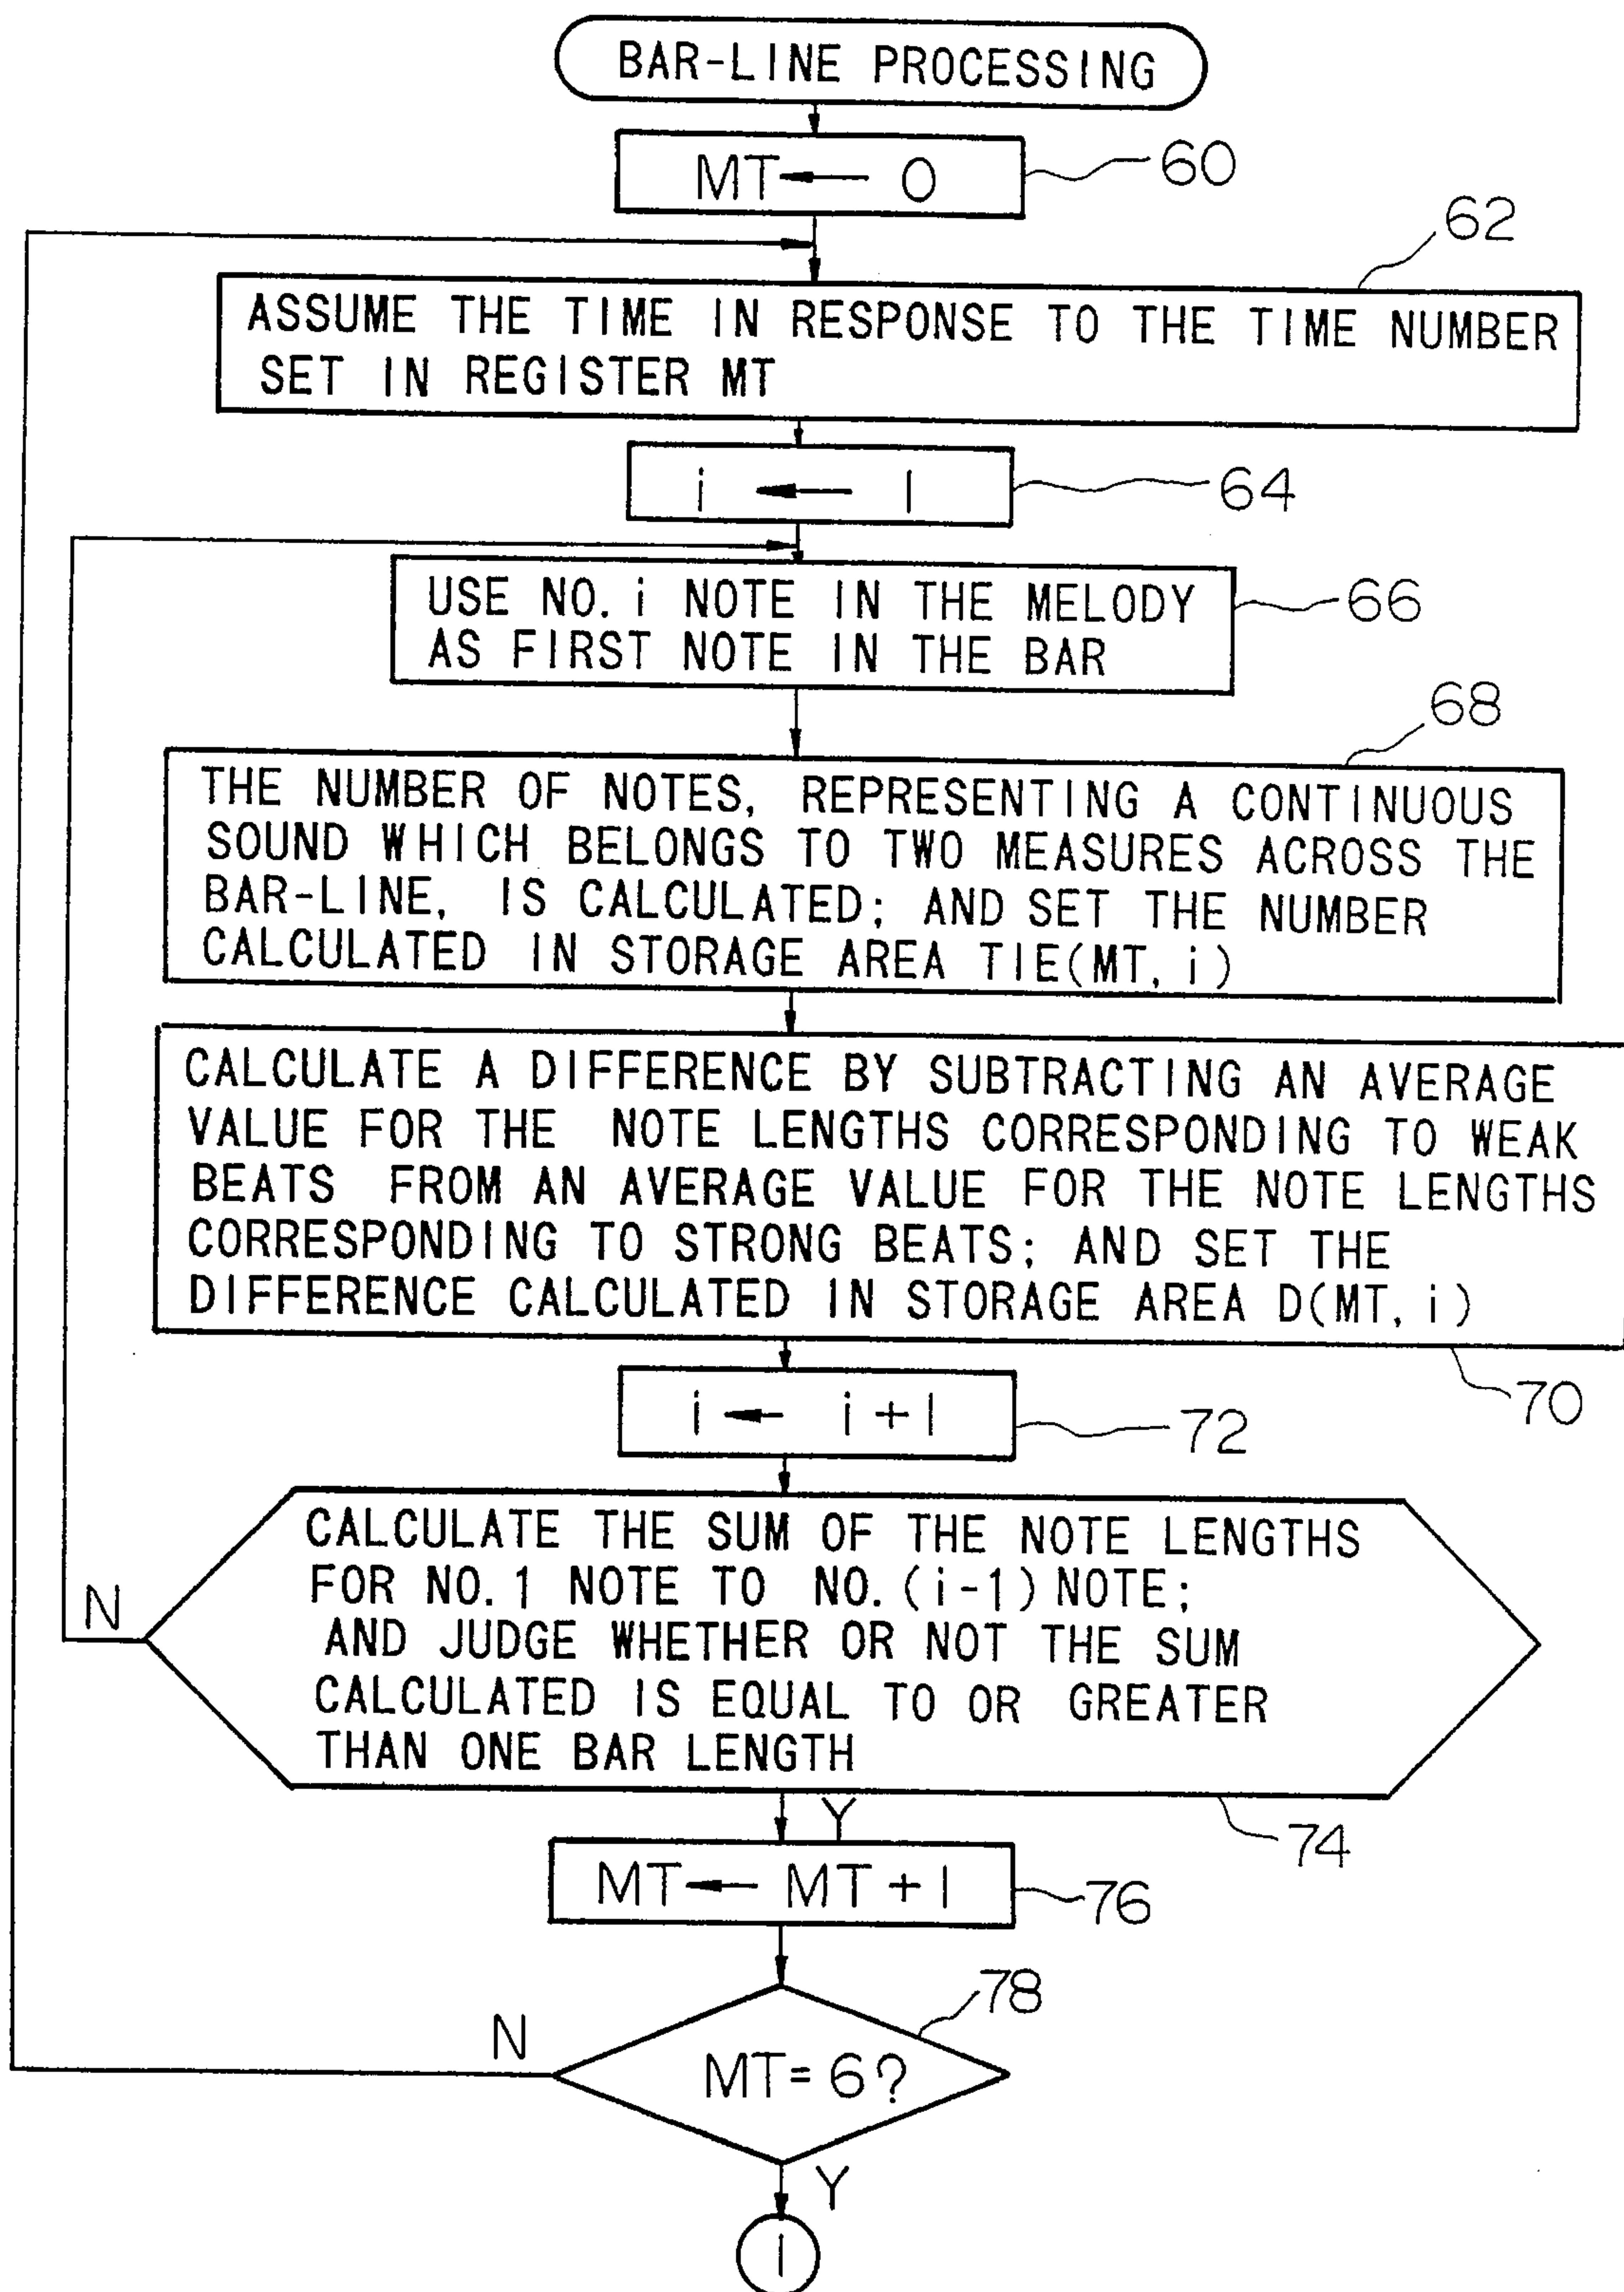 BAR-LINE PROCESSING
MT ← 0
60
62
ASSUME THE TIME IN RESPONSE TO THE TIME NUMBER
SET IN REGISTER MT
i ← 1
64
USE NO. i NOTE IN THE MELODY
AS FIRST NOTE IN THE BAR
66
68
THE NUMBER OF NOTES, REPRESENTING A CONTINUOUS
SOUND WHICH BELONGS TO TWO MEASURES ACROSS THE
BAR-LINE, IS CALCULATED; AND SET THE NUMBER
CALCULATED IN STORAGE AREA TIE(MT, i)
CALCULATE A DIFFERENCE BY SUBTRACTING AN AVERAGE
VALUE FOR THE NOTE LENGTHS CORRESPONDING TO WEAK
BEATS FROM AN AVERAGE VALUE FOR THE NOTE LENGTHS
CORRESPONDING TO STRONG BEATS; AND SET THE
DIFFERENCE CALCULATED IN STORAGE AREA D(MT, i)
70
i ← i+1
72
CALCULATE THE SUM OF THE NOTE LENGTHS
FOR NO. 1 NOTE TO NO. (i-1) NOTE;
AND JUDGE WHETHER OR NOT THE SUM
CALCULATED IS EQUAL TO OR GREATER
THAN ONE BAR LENGTH
N
Y
74
MT ← MT+1
76
78
N
MT=6?
Y
1